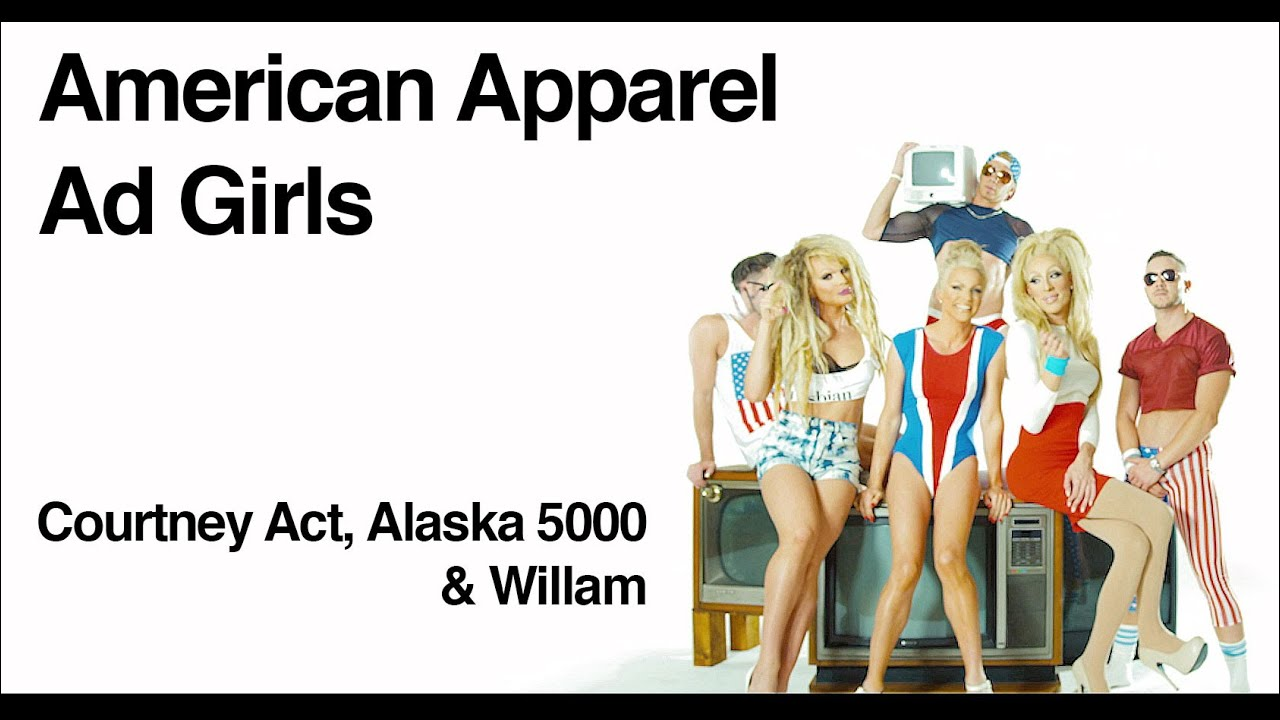 American Apparel
Ad Girls
Courtney Act, Alaska 5000
& Willam